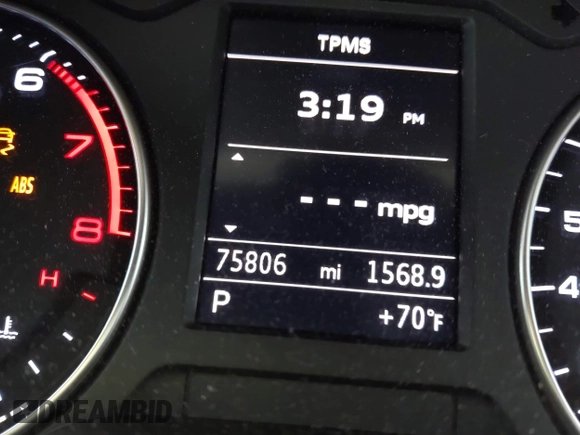 TPMS
3:19 PM
--- mpg
75806 mi 1568.9
P +70°F
6
7
8
ABS
H
5
4
DREAMBID